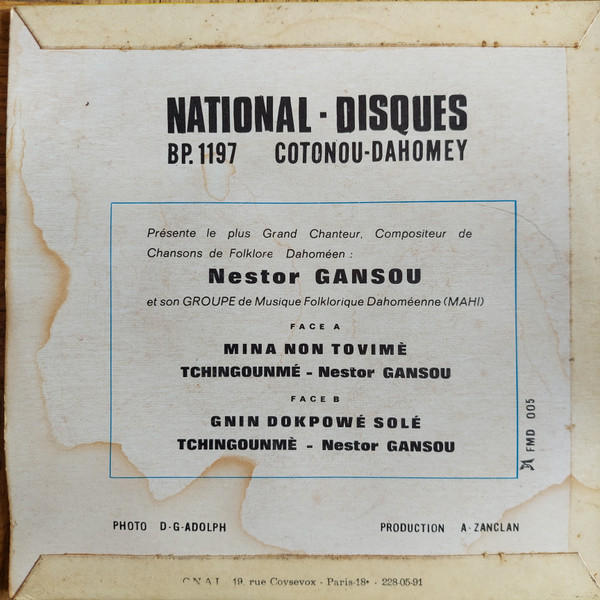 NATIONAL - DISQUES
BP. 1197 COTONOU-DAHOMEY
Présente le plus Grand Chanteur, Compositeur de
Chansons de Folklore Dahoméen :
Nestor GANSOU
et son GROUPE de Musique Folklorique Dahoméenne (MAHI)
FACE A
MINA NON TOVIMÈ
TCHINGOUNMÉ - Nestor GANSOU
FACE B
GNIN DOKPOWÉ SOLÉ
TCHINGOUNMÈ - Nestor GANSOU
FMD 005
PHOTO D-G-ADOLPH
PRODUCTION A-ZANCLAN
19, rue Coysevox - Paris-18e - 228-05-91